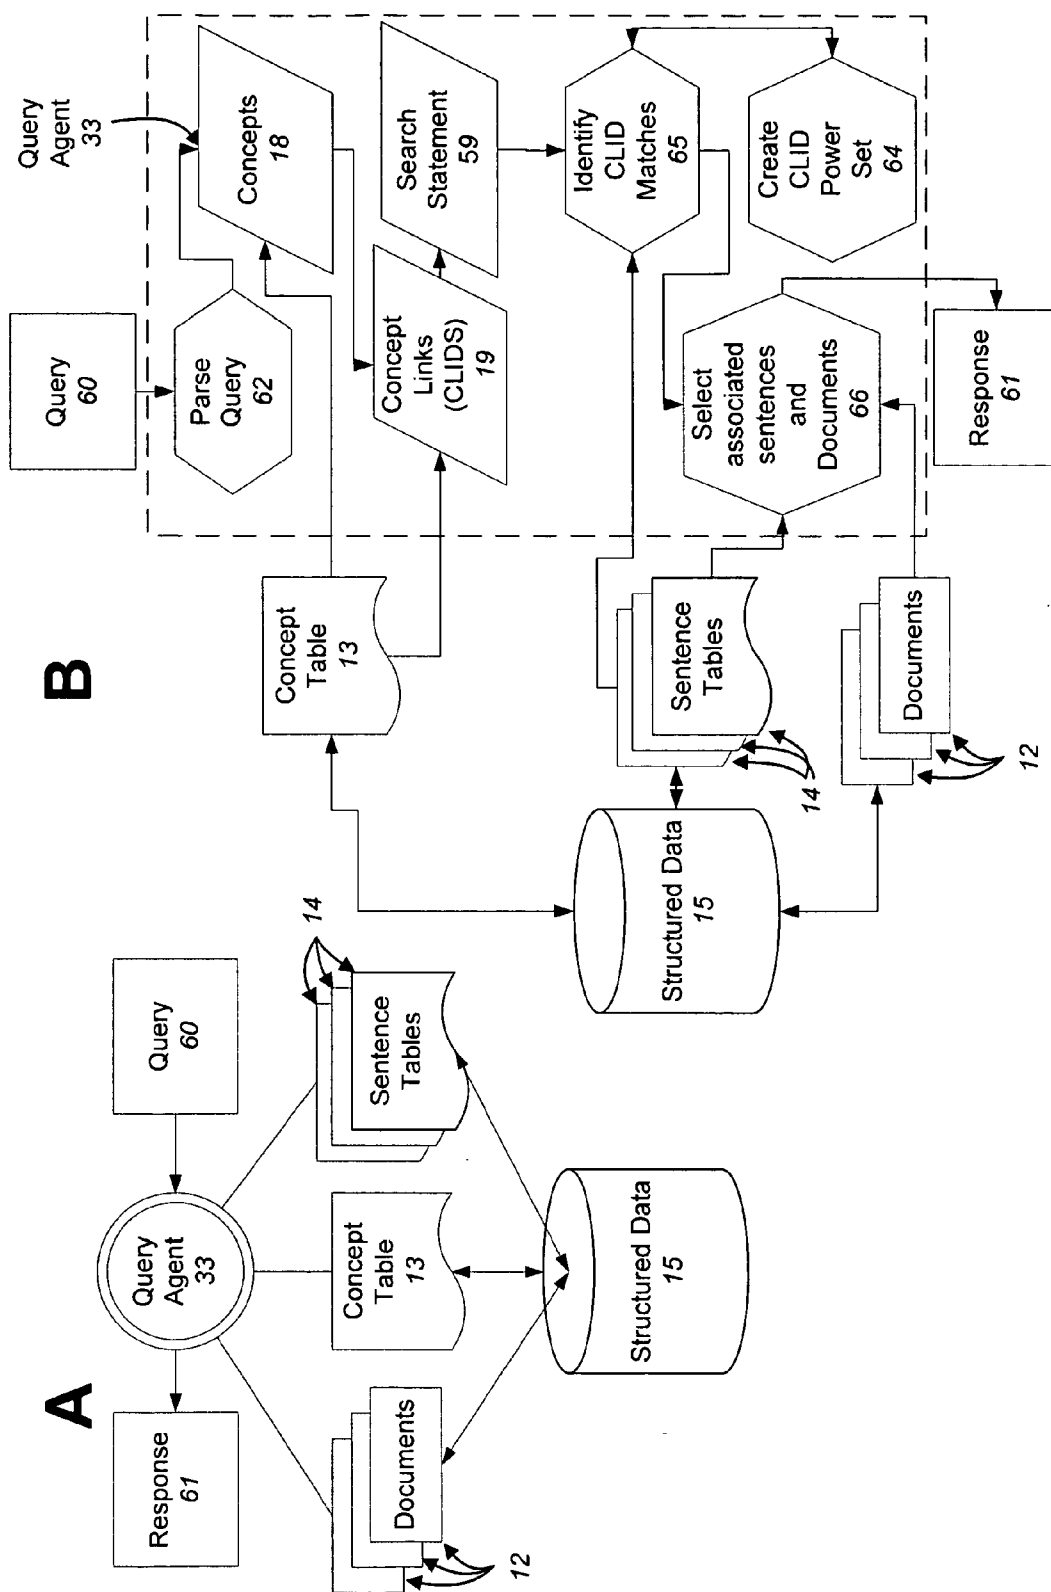 A
Response
61
Query
Agent
33
Query
60
Documents
12
Concept
Table
13
Sentence
Tables
14
Structured Data
15
B
Query
60
Query
Agent
33
Parse
Query
62
Concepts
18
Concept
Links
(CLIDS)
19
Search
Statement
59
Identify
CLID
Matches
65
Create
CLID
Power
Set
64
Select
associated
sentences
and
Documents
66
Response
61
Concept
Table
13
Sentence
Tables
14
Documents
12
Structured Data
15